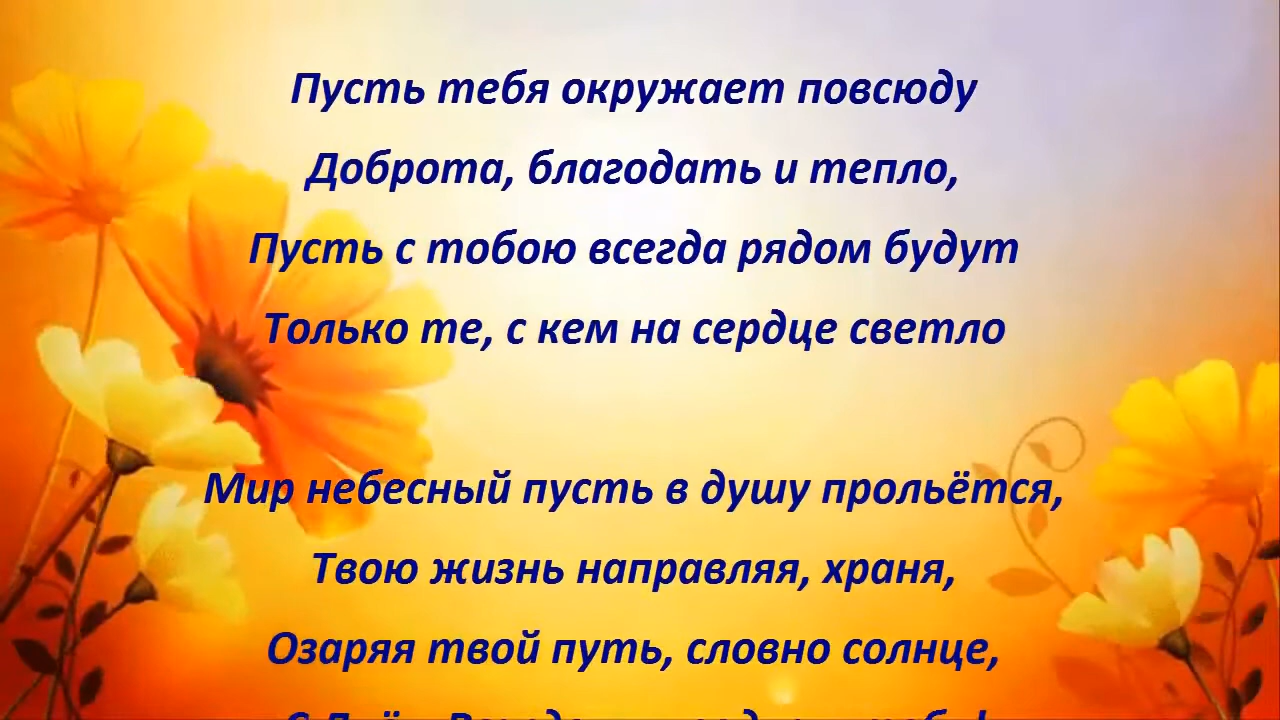 Пусть тебя окружает повсюду
Доброта, благодать и тепло,
Пусть с тобою всегда рядом будут
Только те, с кем на сердце светло
Мир небесный пусть в душу прольётся,
Твою жизнь направляя, храня,
Озаряя твой путь, словно солнце,